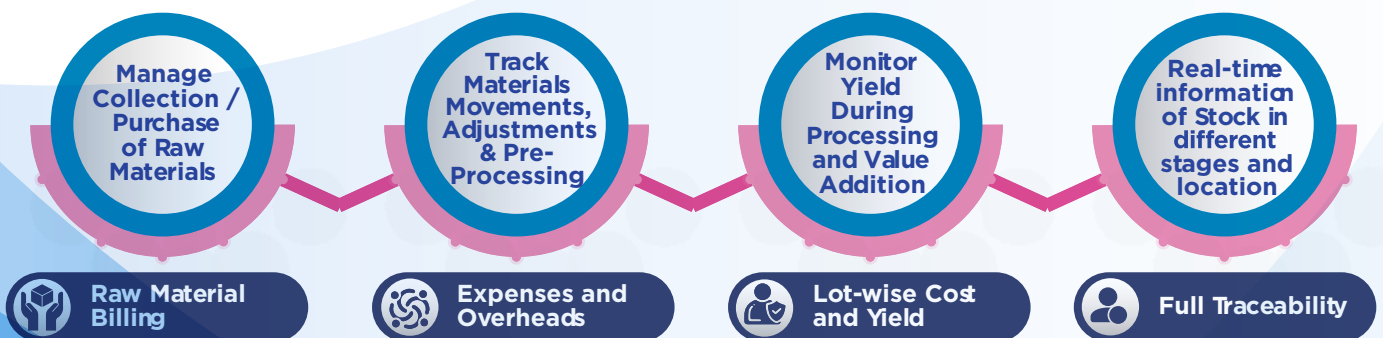 Manage
Collection /
Purchase
of Raw
Materials
Track
Materials
Movements,
Adjustments
& Pre-
Processing
Monitor
Yield
During
Processing
and Value
Addition
Real-time
information
of Stock in
different
stages and
location
Raw Material
Billing
Expenses and
Overheads
Lot-wise Cost
and Yield
Full Traceability